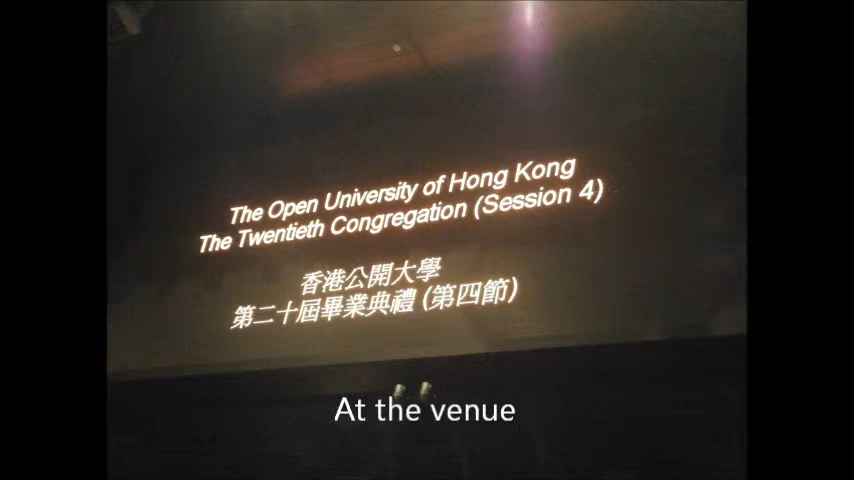 The Open University of Hong Kong
The Twentieth Congregation (Session 4)
香港公開大學
第二十屆畢業典禮 (第四節)
At the venue